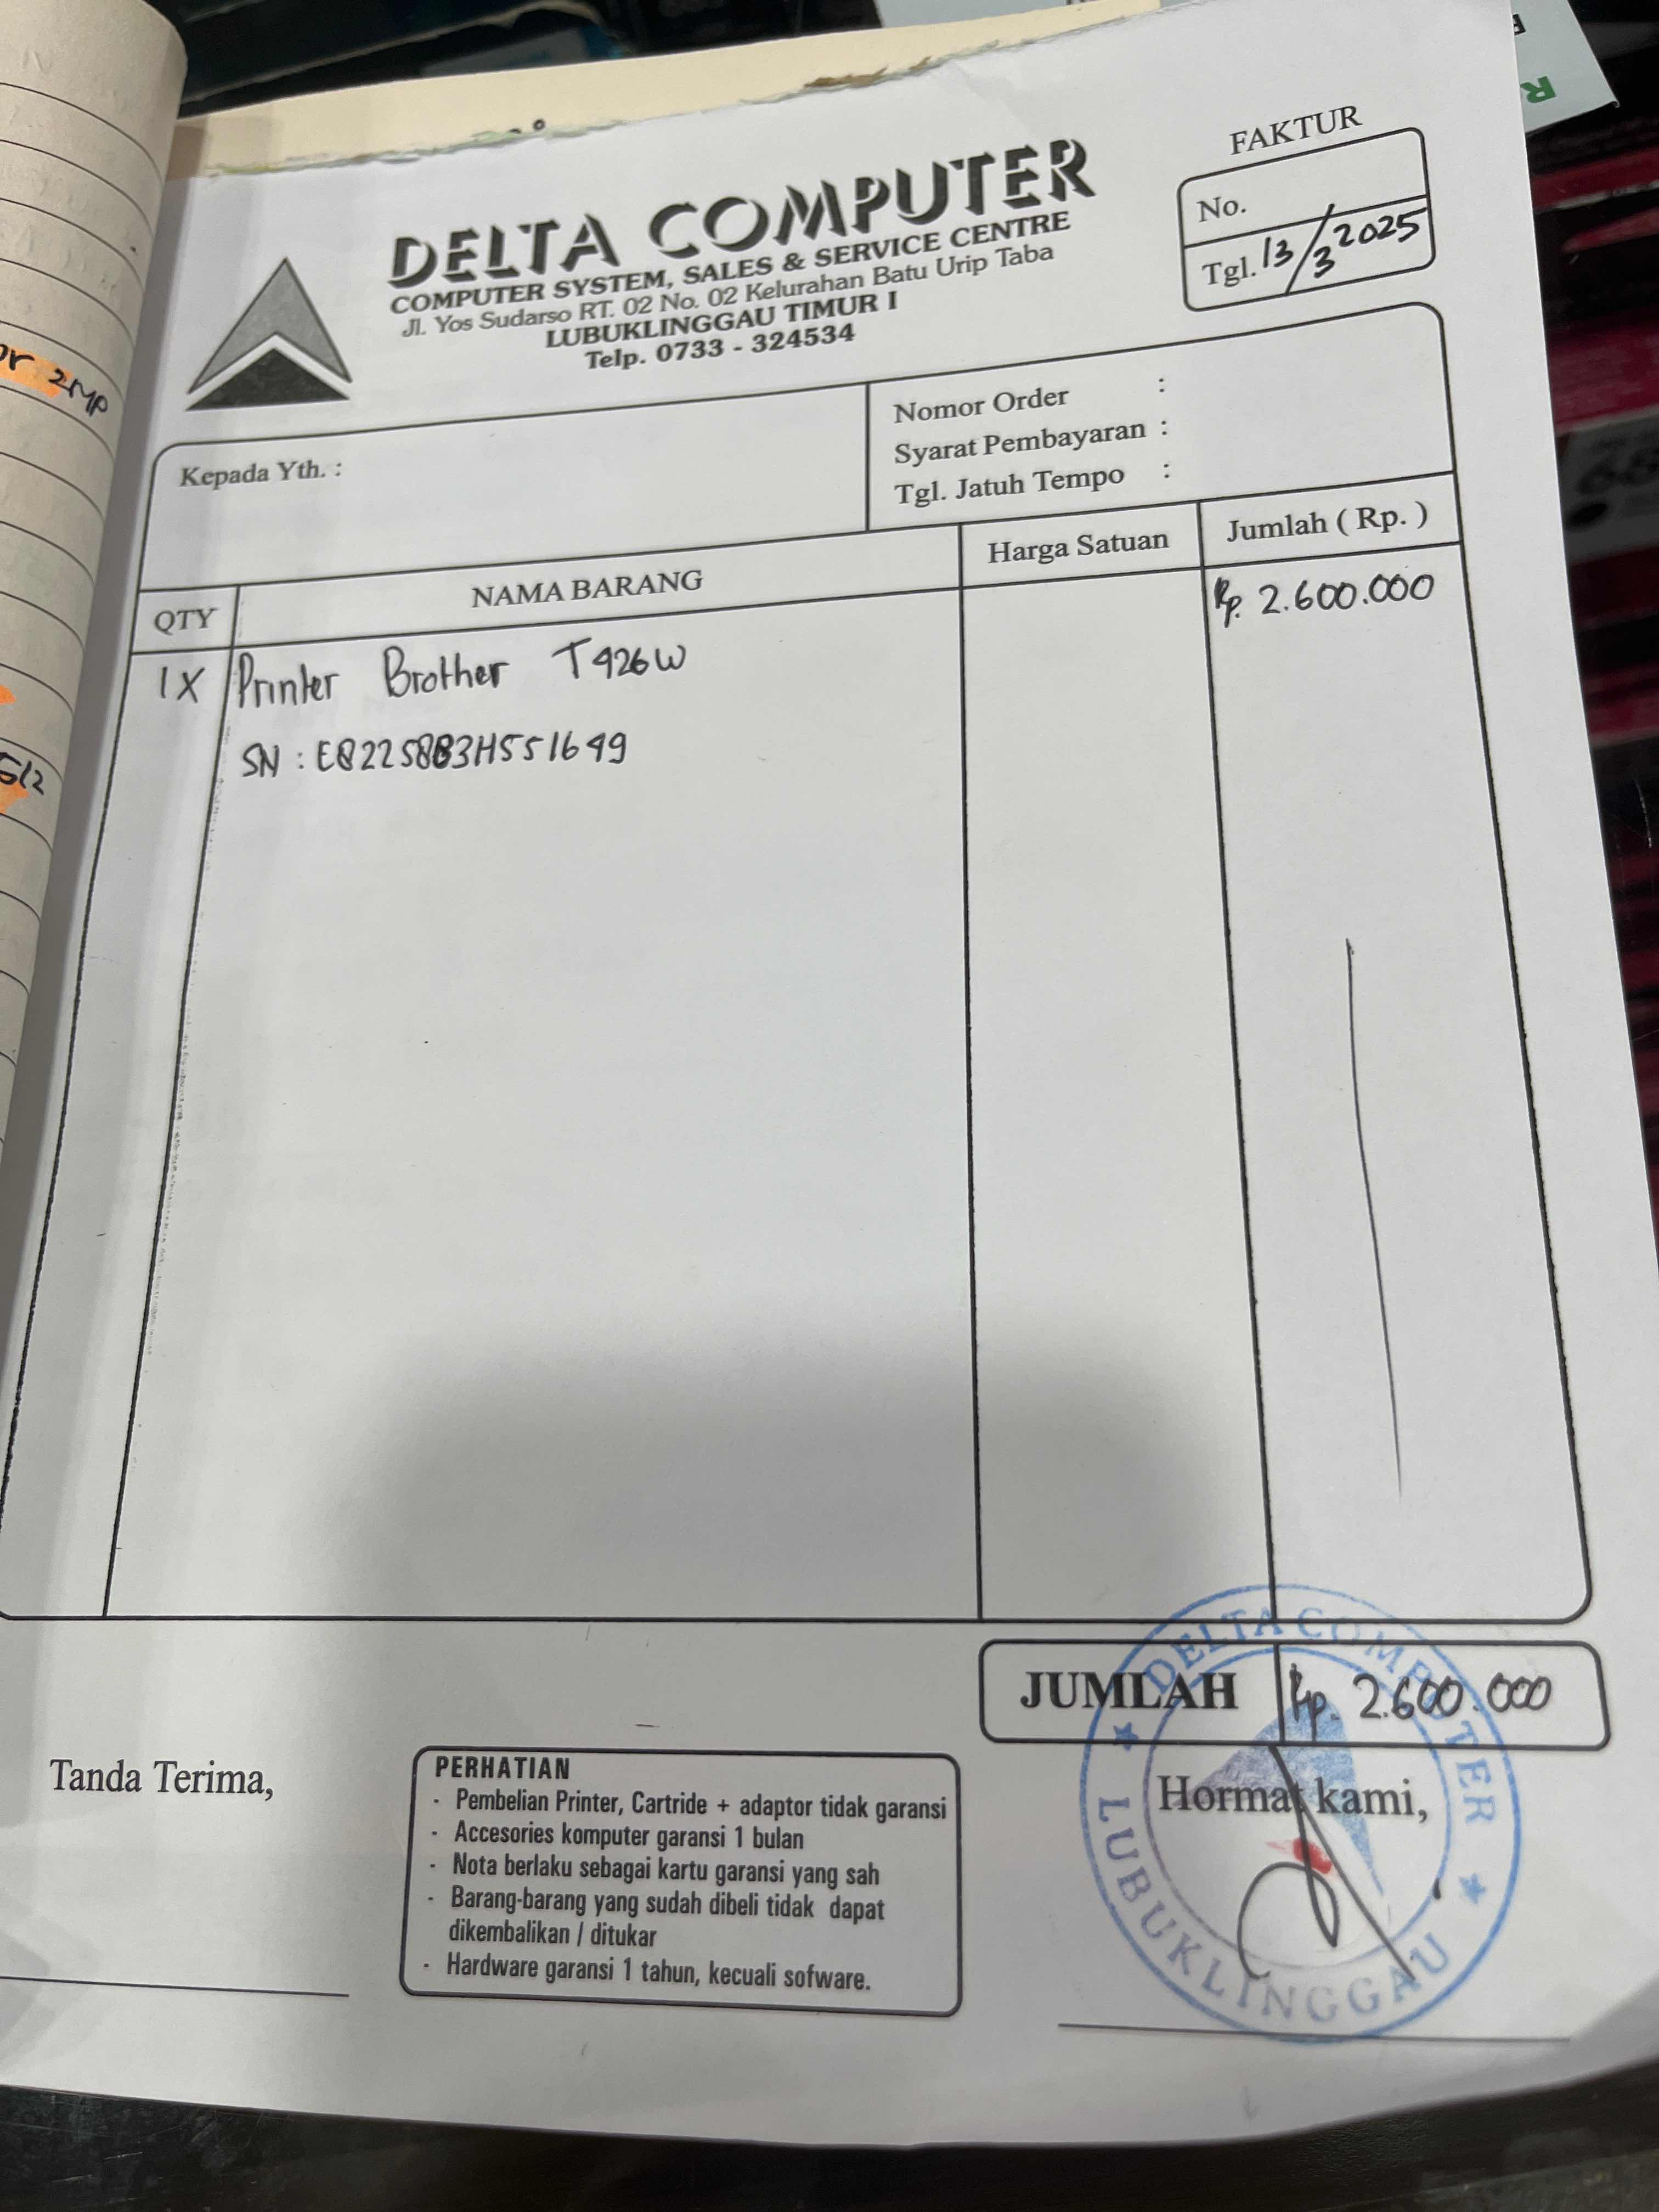 FAKTUR
No.
Tgl. 13/3 2025
DELTA COMPUTER
COMPUTER SYSTEM, SALES & SERVICE CENTRE
Jl. Yos Sudarso RT. 02 No. 02 Kelurahan Batu Urip Taba
LUBUKLINGGAU TIMUR I
Telp. 0733 - 324534
Kepada Yth. :
Nomor Order :
Syarat Pembayaran :
Tgl. Jatuh Tempo :
QTY NAMA BARANG Harga Satuan Jumlah ( Rp. )
1X Printer Brother T926W Rp. 2.600.000
SN :
JUMLAH Rp. 2.600.000
Tanda Terima,
PERHATIAN
- Pembelian Printer, Cartride + adaptor tidak garansi
- Accesories komputer garansi 1 bulan
- Nota berlaku sebagai kartu garansi yang sah
- Barang-barang yang sudah dibeli tidak dapat
dikembalikan / ditukar
- Hardware garansi 1 tahun, kecuali sofware.
Hormat kami,
DELTA COMPUTER
LUBUKLINGGAU
2MP